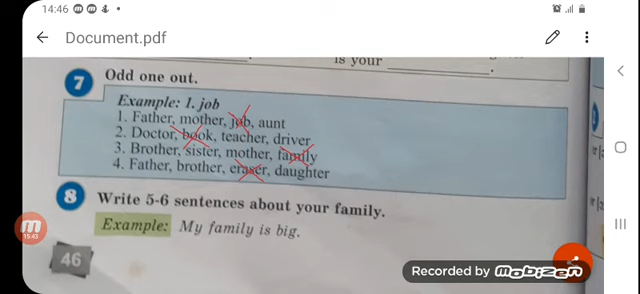 14:46
Document.pdf
is your
7 Odd one out.
Example: 1. job
1. Father, mother, job, aunt
2. Doctor, book, teacher, driver
3. Brother, sister, mother, family
4. Father, brother, eraser, daughter
8 Write 5-6 sentences about your family.
Example: My family is big.
15:43
46
Recorded by Mobizen